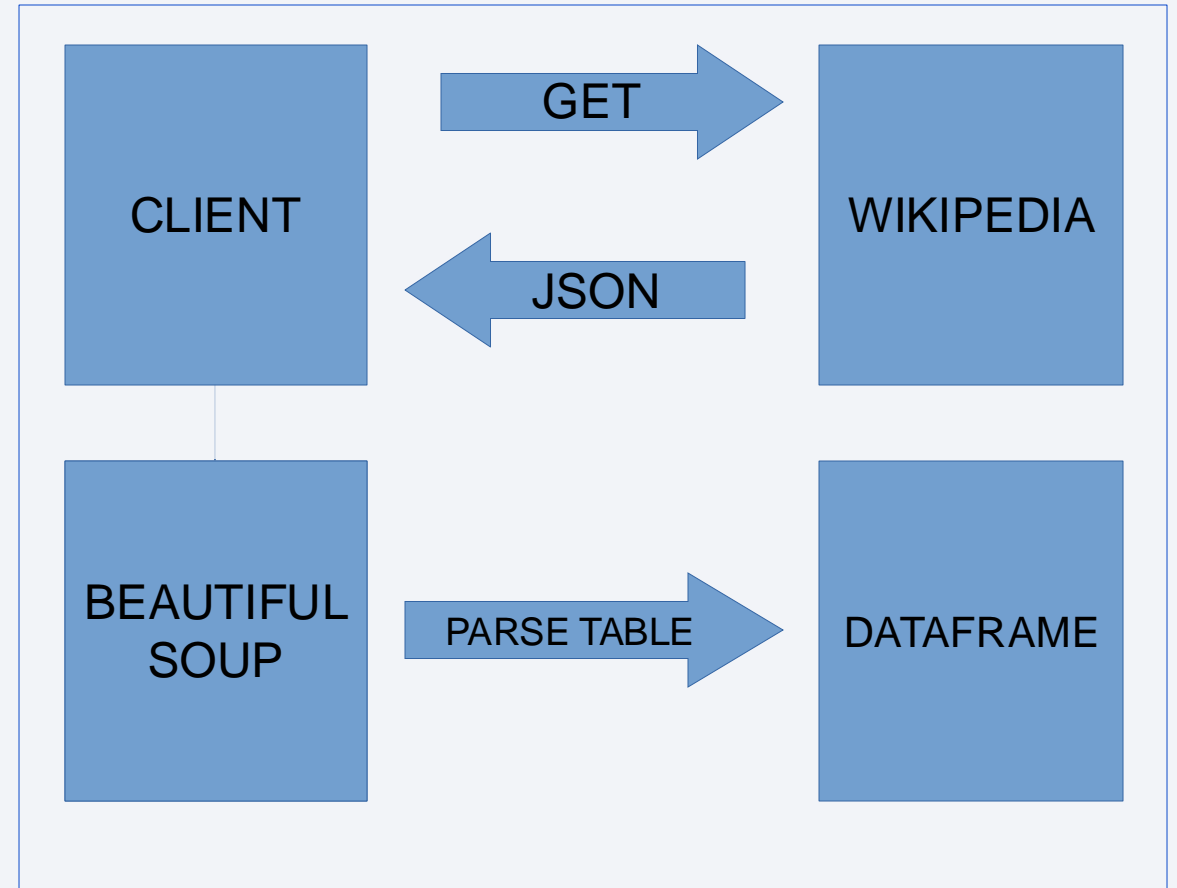 GET
CLIENT
WIKIPEDIA
JSON
BEAUTIFUL
SOUP
PARSE TABLE
DATAFRAME